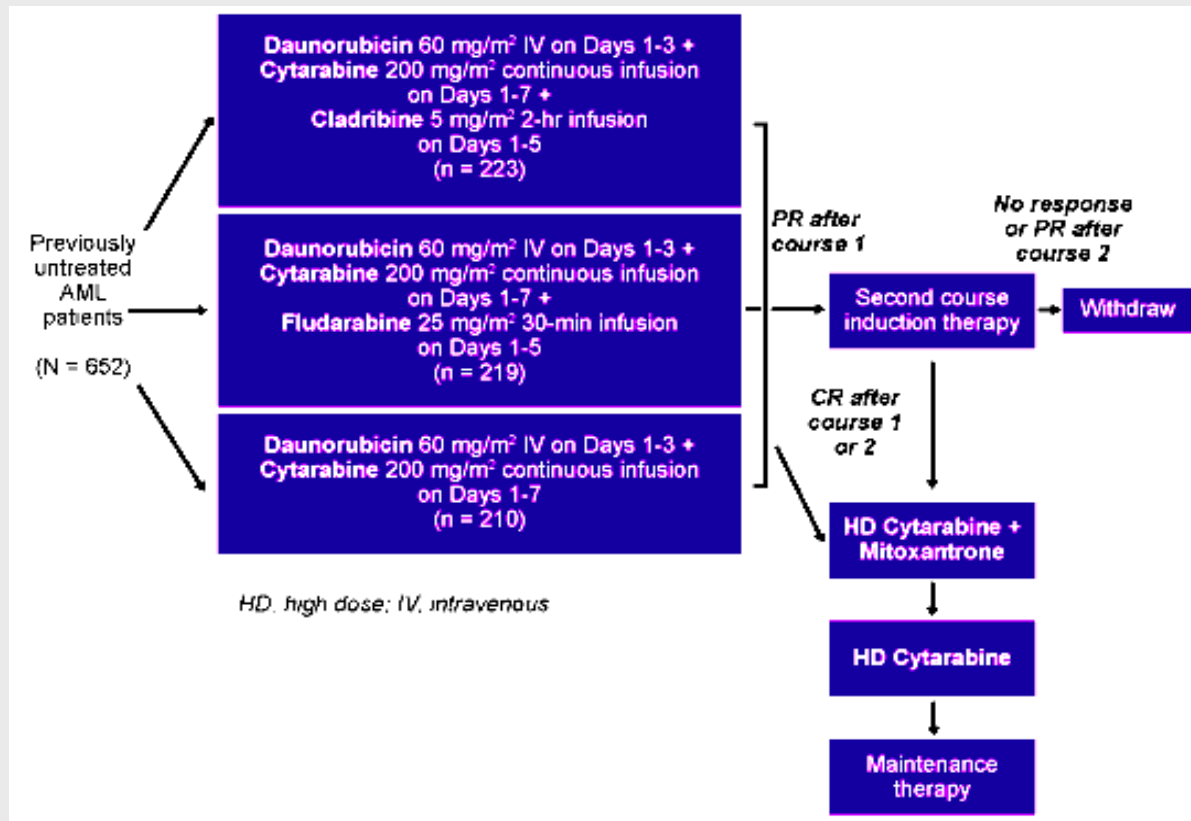 Daunorubicin 60 mg/m² IV on Days 1-3 +
Cytarabine 200 mg/m² continuous infusion
on Days 1-7 +
Cladribine 5 mg/m² 2-hr infusion
on Days 1-5
(n = 223)
Previously
untreated
AML
patients
(N = 652)
Daunorubicin 60 mg/m² IV on Days 1-3 +
Cytarabine 200 mg/m² continuous infusion
on Days 1-7 +
Fludarabine 25 mg/m² 30-min infusion
on Days 1-5
(n = 219)
Daunorubicin 60 mg/m² IV on Days 1-3 +
Cytarabine 200 mg/m² continuous infusion
on Days 1-7
(n = 210)
HD, high dose; IV, intravenous
PR after
course 1
No response
or PR after
course 2
Second course
induction therapy
Withdraw
CR after
course 1
or 2
HD Cytarabine +
Mitoxantrone
HD Cytarabine
Maintenance
therapy